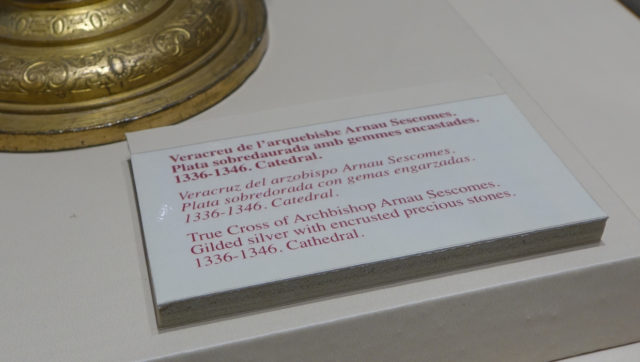 Veracreu de l'arquebisbe Arnau Sescomes.
Plata sobredaurada amb gemmes encastades.
1336-1346. Catedral.
Veracruz del arzobispo Arnau Sescomes.
Plata sobredorada con gemas engarzadas.
1336-1346. Catedral.
True Cross of Archbishop Arnau Sescomes.
Gilded silver with encrusted precious stones.
1336-1346. Cathedral.